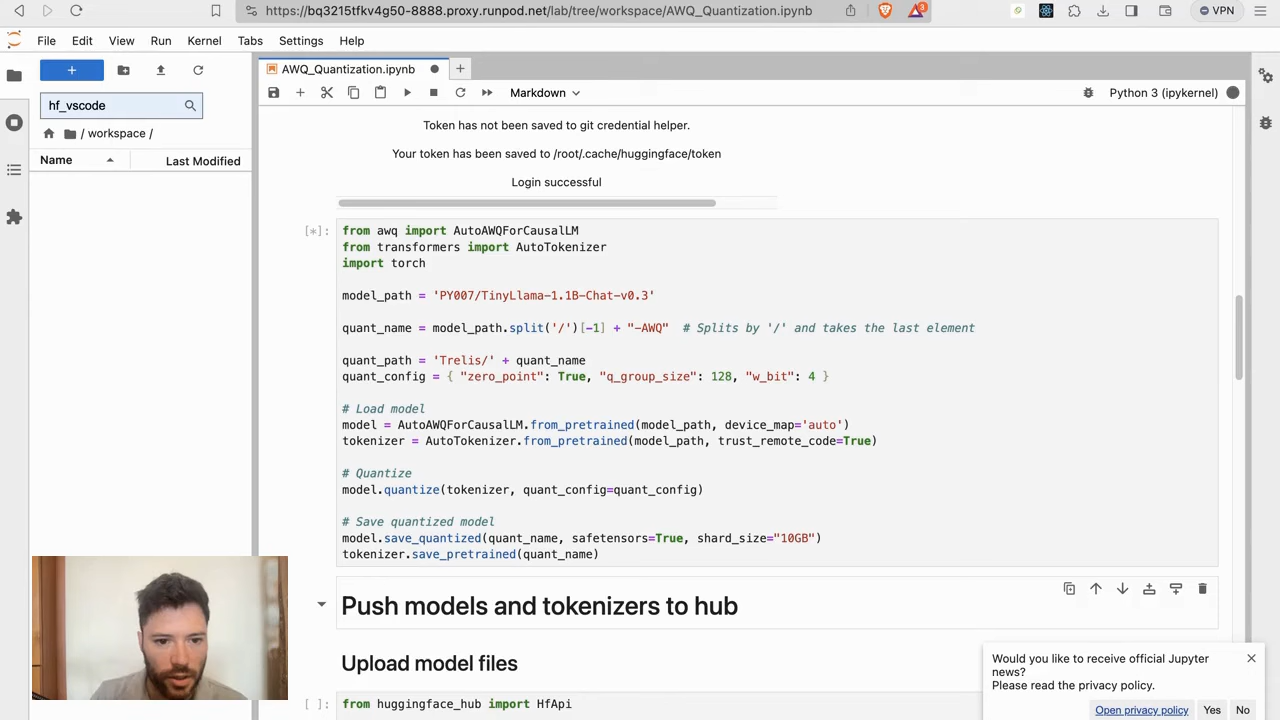 https://bq3215tfkv4g50-8888.proxy.runpod.net/lab/tree/workspace/AWQ_Quantization.ipynb
3
VPN
File Edit View Run Kernel Tabs Settings Help
AWQ_Quantization.ipynb
hf_vscode
Markdown
Python 3 (ipykernel)
/ workspace /
Name
Last Modified
Token has not been saved to git credential helper.
Your token has been saved to /root/.cache/huggingface/token
Login successful
[*]:
from awq import AutoAWQForCausalLM
from transformers import AutoTokenizer
import torch
model_path = 'PY007/TinyLlama-1.1B-Chat-v0.3'
quant_name = model_path.split('/')[-1] + "-AWQ"  # Splits by '/' and takes the last element
quant_path = 'Trelis/' + quant_name
quant_config = { "zero_point": True, "q_group_size": 128, "w_bit": 4 }
# Load model
model = AutoAWQForCausalLM.from_pretrained(model_path, device_map='auto')
tokenizer = AutoTokenizer.from_pretrained(model_path, trust_remote_code=True)
# Quantize
model.quantize(tokenizer, quant_config=quant_config)
# Save quantized model
model.save_quantized(quant_name, safetensors=True, shard_size="10GB")
tokenizer.save_pretrained(quant_name)
Push models and tokenizers to hub
Upload model files
[ ]:
from huggingface_hub import HfApi
Would you like to receive official Jupyter
news?
Please read the privacy policy.
Open privacy policy Yes No